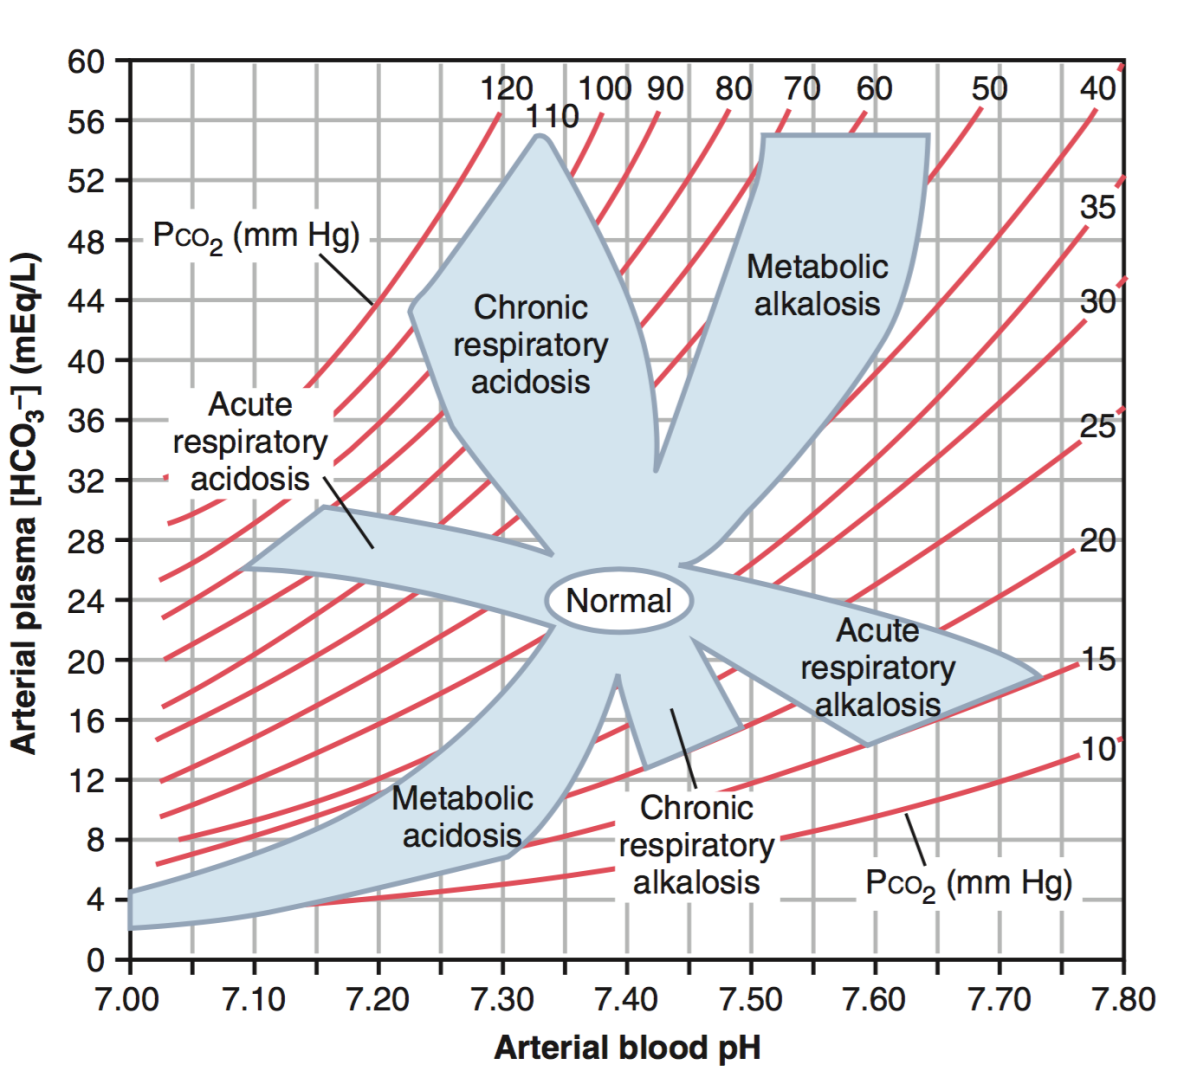 60
120
100
90
80
70
60
50
40
110
56
52
35
PCO2 (mm Hg)
48
Metabolic
alkalosis
44
30
Chronic
respiratory
acidosis
40
Acute
respiratory
acidosis
36
25
32
28
20
24
Normal
Acute
respiratory
alkalosis
20
15
16
10
12
Metabolic
acidosis
Chronic
respiratory
alkalosis
8
PCO2 (mm Hg)
4
0
7.00
7.10
7.20
7.30
7.40
7.50
7.60
7.70
7.80
Arterial blood pH
Arterial plasma [HCO3−] (mEq/L)